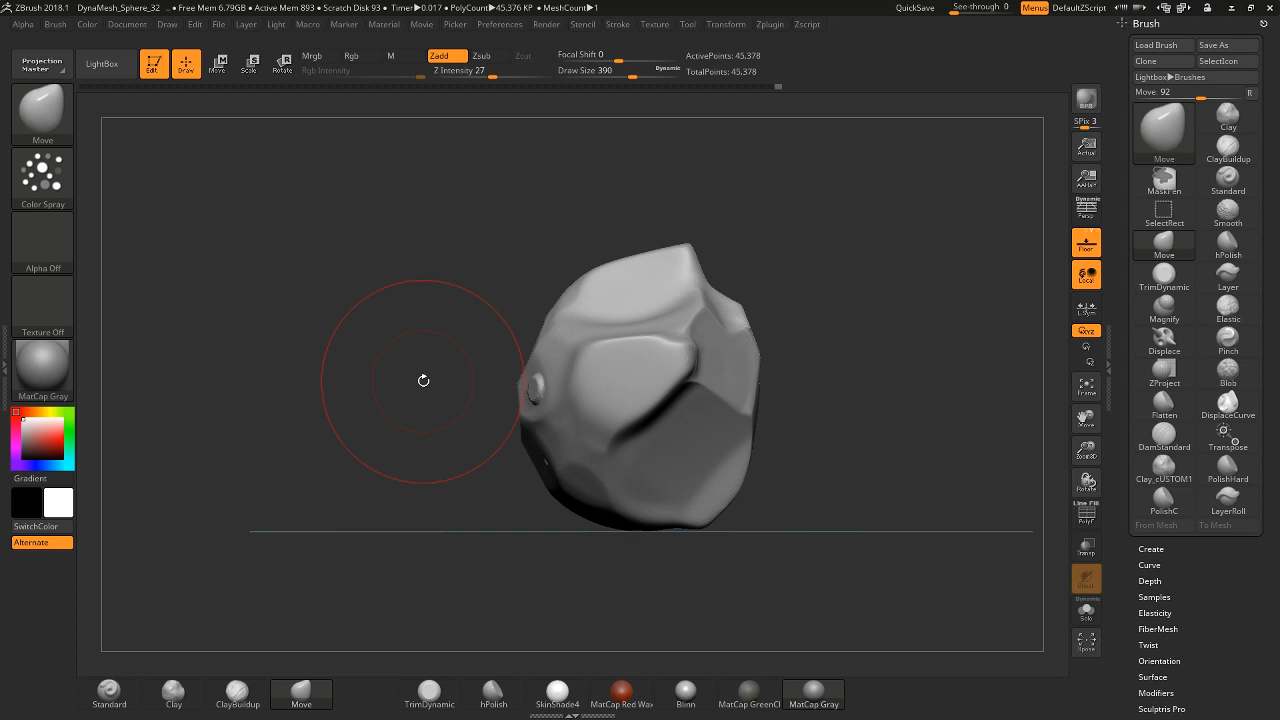 ZBrush 2018.1 DynaMesh_Sphere_32 • Free Mem 6.79GB • Active Mem 893 • Scratch Disk 93 • Timer▶0.017 • PolyCount▶45.376 KP • MeshCount▶1 QuickSave See-through 0 Menus DefaultZScript
Alpha Brush Color Document Draw Edit File Layer Light Macro Marker Material Movie Picker Preferences Render Stencil Stroke Texture Tool Transform Zplugin Zscript
Brush
Load Brush Save As
Clone SelectIcon
Lightbox▶Brushes
Move. 92 R
Projection Master
LightBox
Edit Draw Move Scale Rotate
Mrgb Rgb M Zadd Zsub Zcut
Rgb Intensity Z Intensity 27
Focal Shift 0
Draw Size 390 Dynamic
ActivePoints: 45.378
TotalPoints: 45.378
Move
Color Spray
Alpha Off
Texture Off
MatCap Gray
Gradient
SwitchColor
Alternate
BPR
SPix 3
Actual
AAHalf
Dynamic
Persp
Floor
Local
L.Sym
XYZ
Frame
Move
Zoom3D
Rotate
Line Fill
PolyF
Transp
Ghost
Dynamic
Solo
Xpose
Move Clay
ClayBuildup
MaskPen Standard
SelectRect Smooth
Move hPolish
TrimDynamic Layer
Magnify Elastic
Displace Pinch
ZProject Blob
Flatten DisplaceCurve
DamStandard Transpose
Clay_cUSTOM1 PolishHard
PolishC LayerRoll
From Mesh To Mesh
Create
Curve
Depth
Samples
Elasticity
FiberMesh
Twist
Orientation
Surface
Modifiers
Sculptris Pro
Standard Clay ClayBuildup Move TrimDynamic hPolish SkinShade4 MatCap Red Wax Blinn MatCap GreenCl MatCap Gray